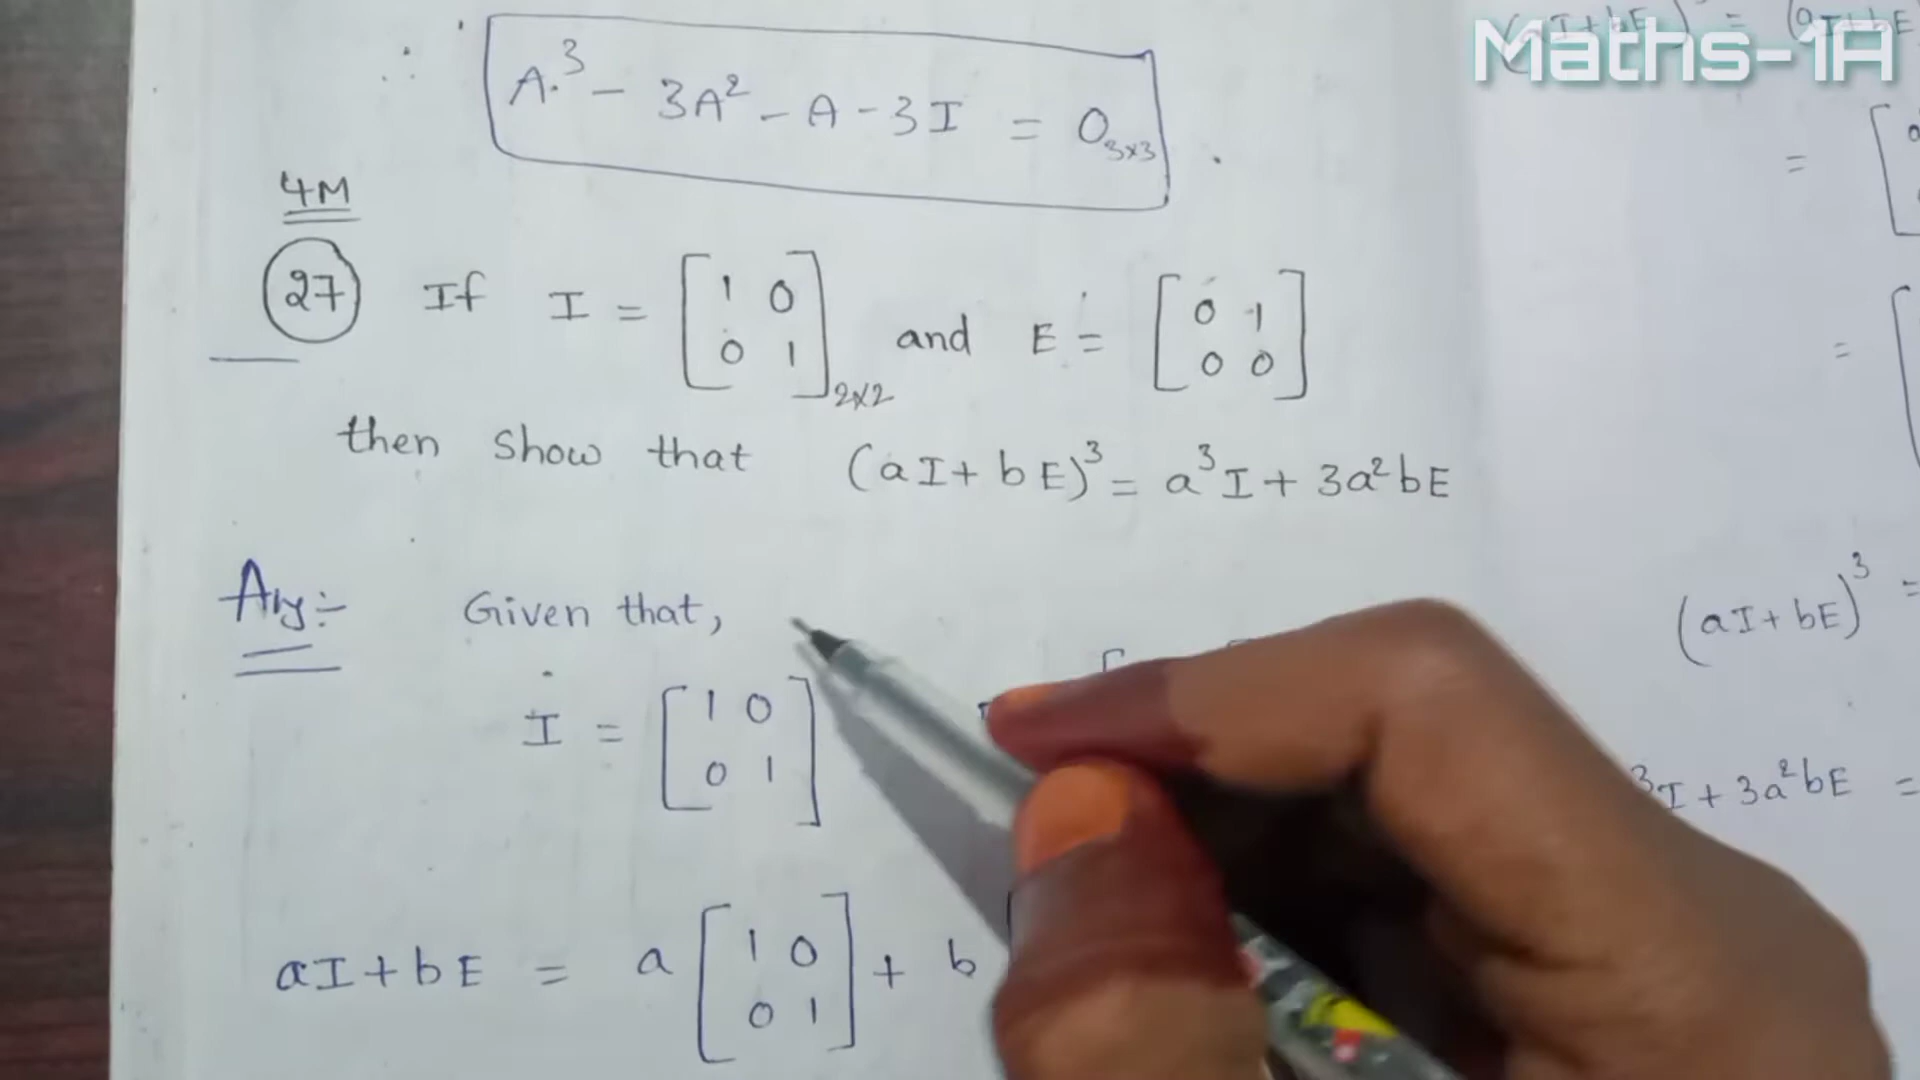 Maths-1A
∴ A³ - 3A² - A - 3I = O₃ₓ₃ .
4M
27 If I = [1 0
0 1]₂ₓ₂ and E = [0 1
0 0]
then show that (aI + bE)³ = a³I + 3a²bE
Ans:- Given that,
I = [1 0
0 1]
aI + bE = a [1 0
0 1] + b
(aI + bE)³ =
³I + 3a²bE =